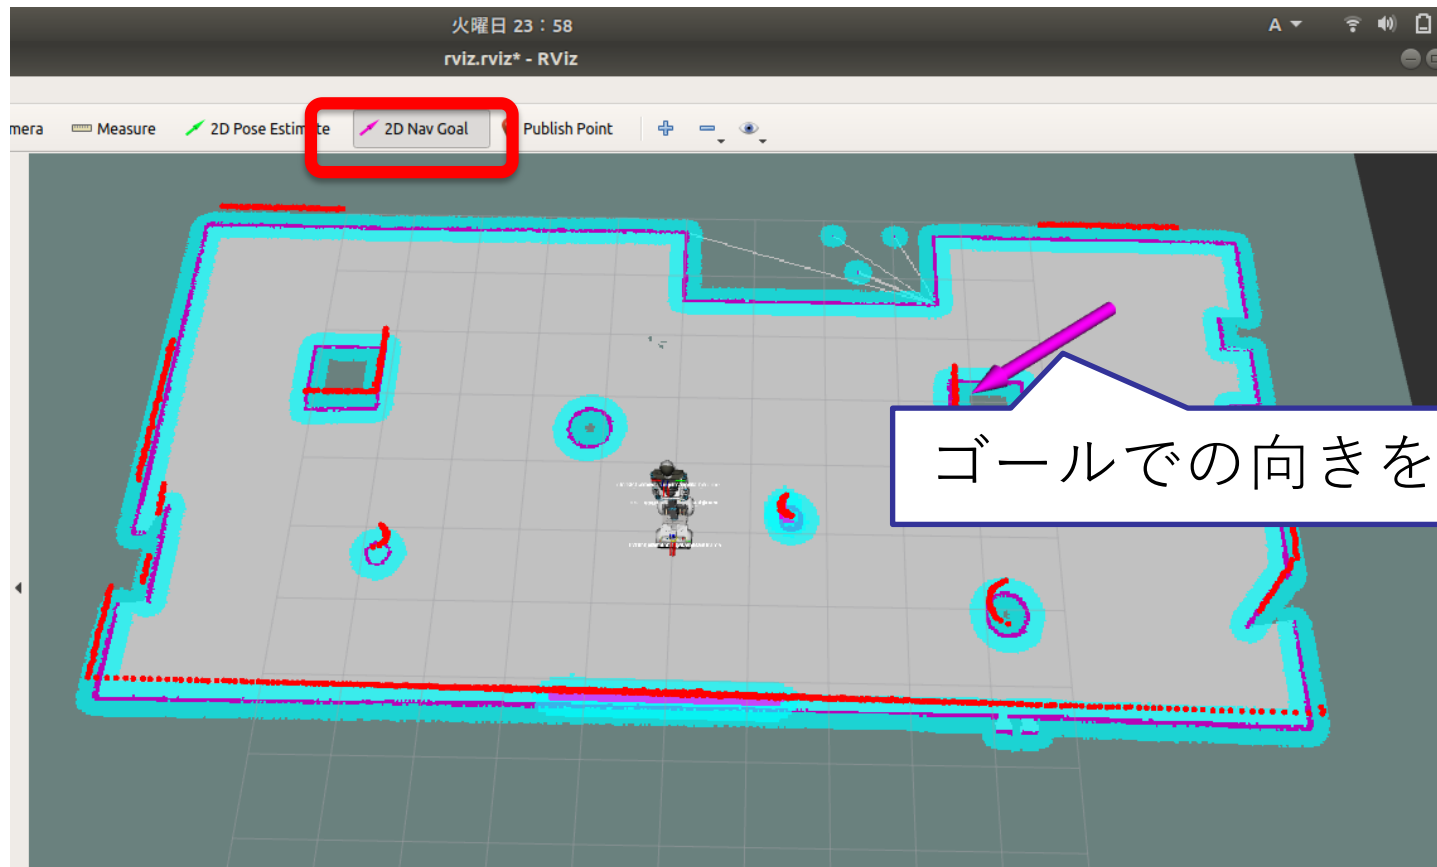 火曜日 23：58
A
rviz.rviz* - RViz
mera Measure 2D Pose Estimate 2D Nav Goal Publish Point
ゴールでの向きを